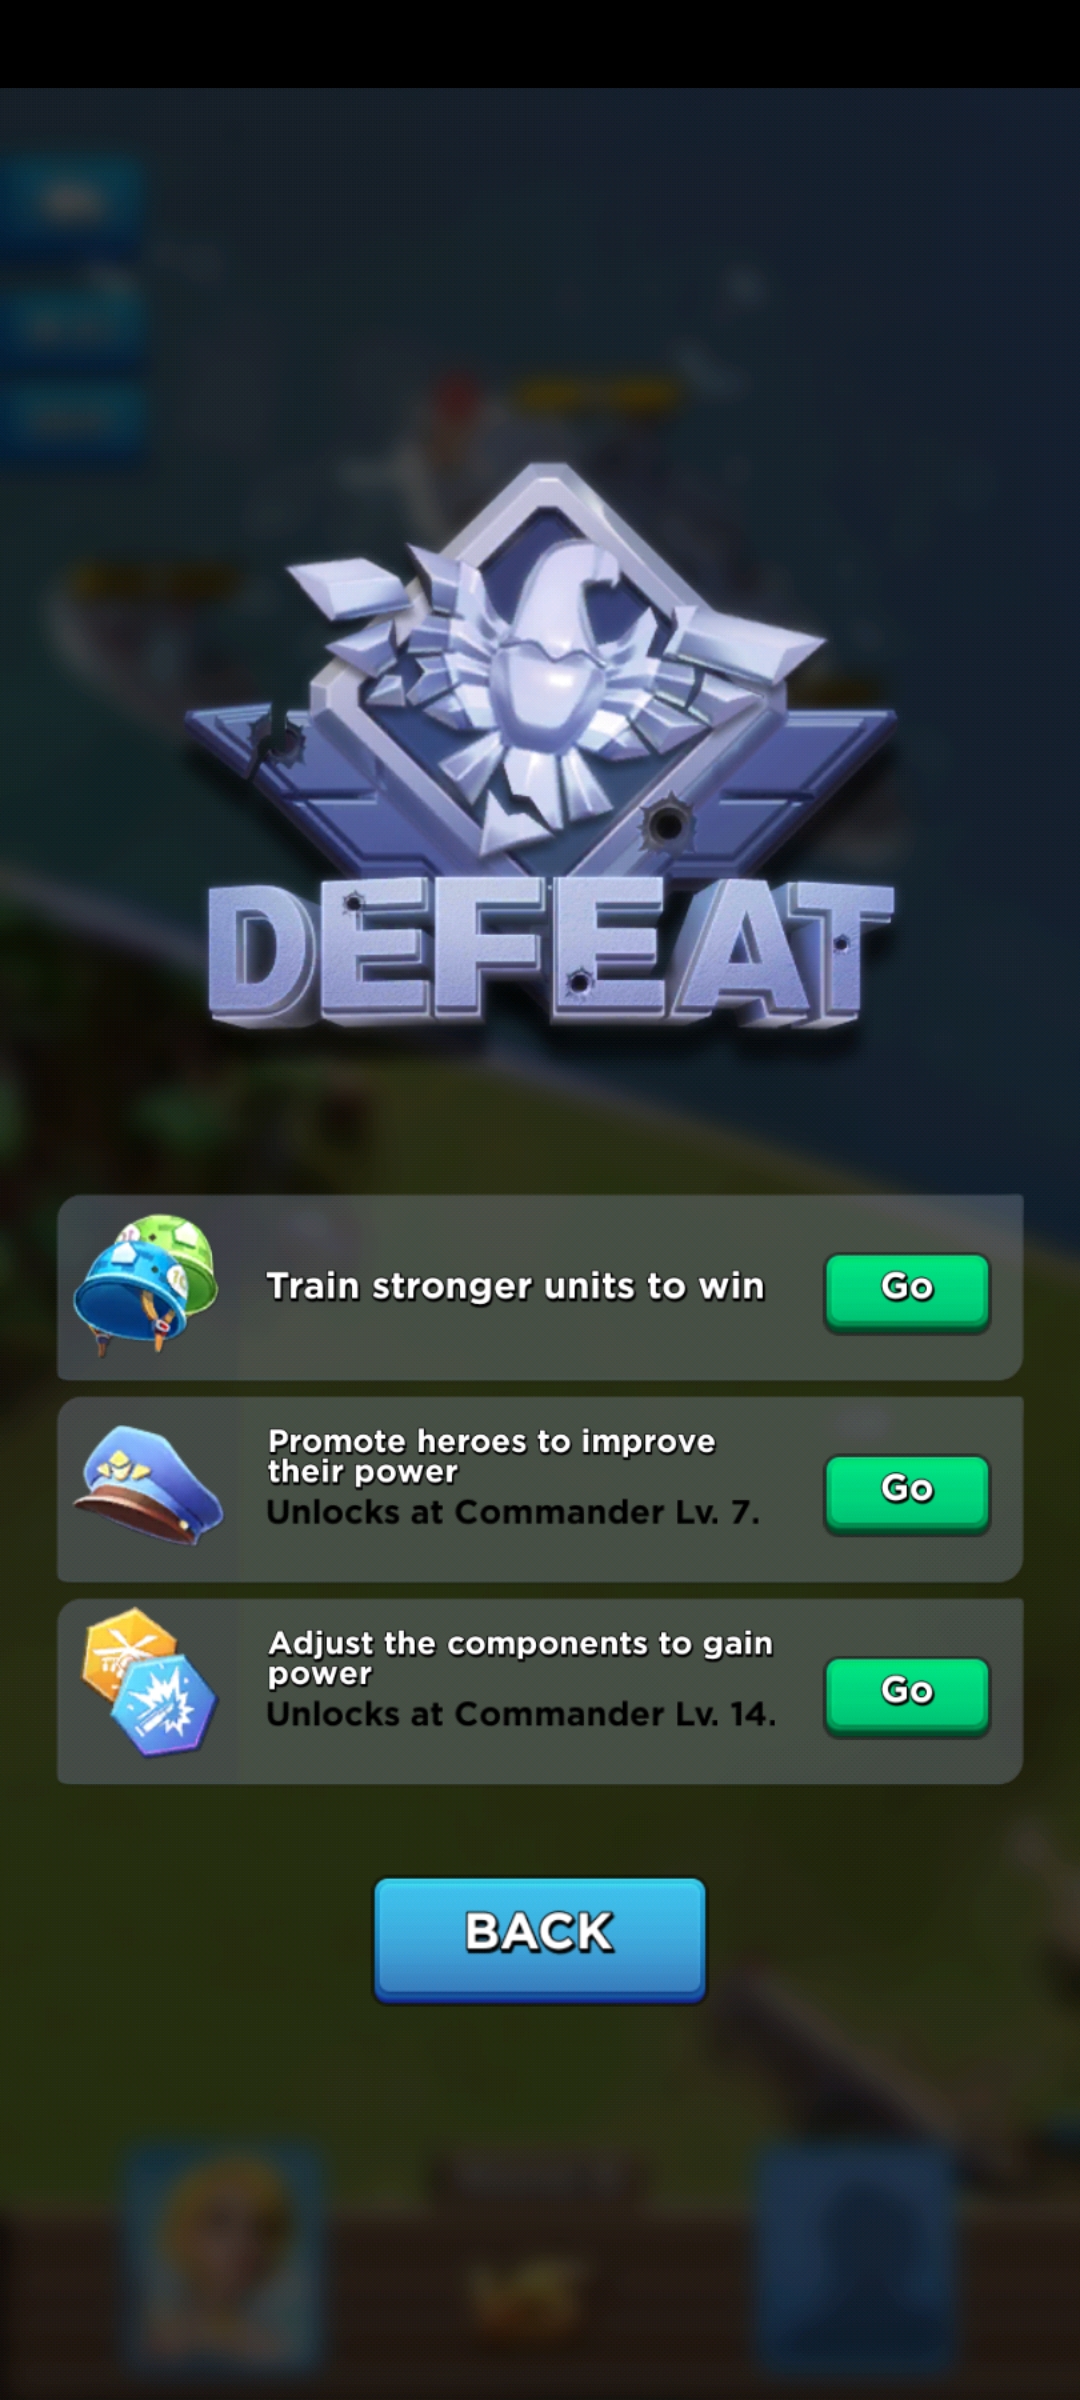 DEFEAT
Train stronger units to win
Go
Promote heroes to improve
their power
Unlocks at Commander Lv. 7.
Go
Adjust the components to gain
power
Unlocks at Commander Lv. 14.
Go
BACK